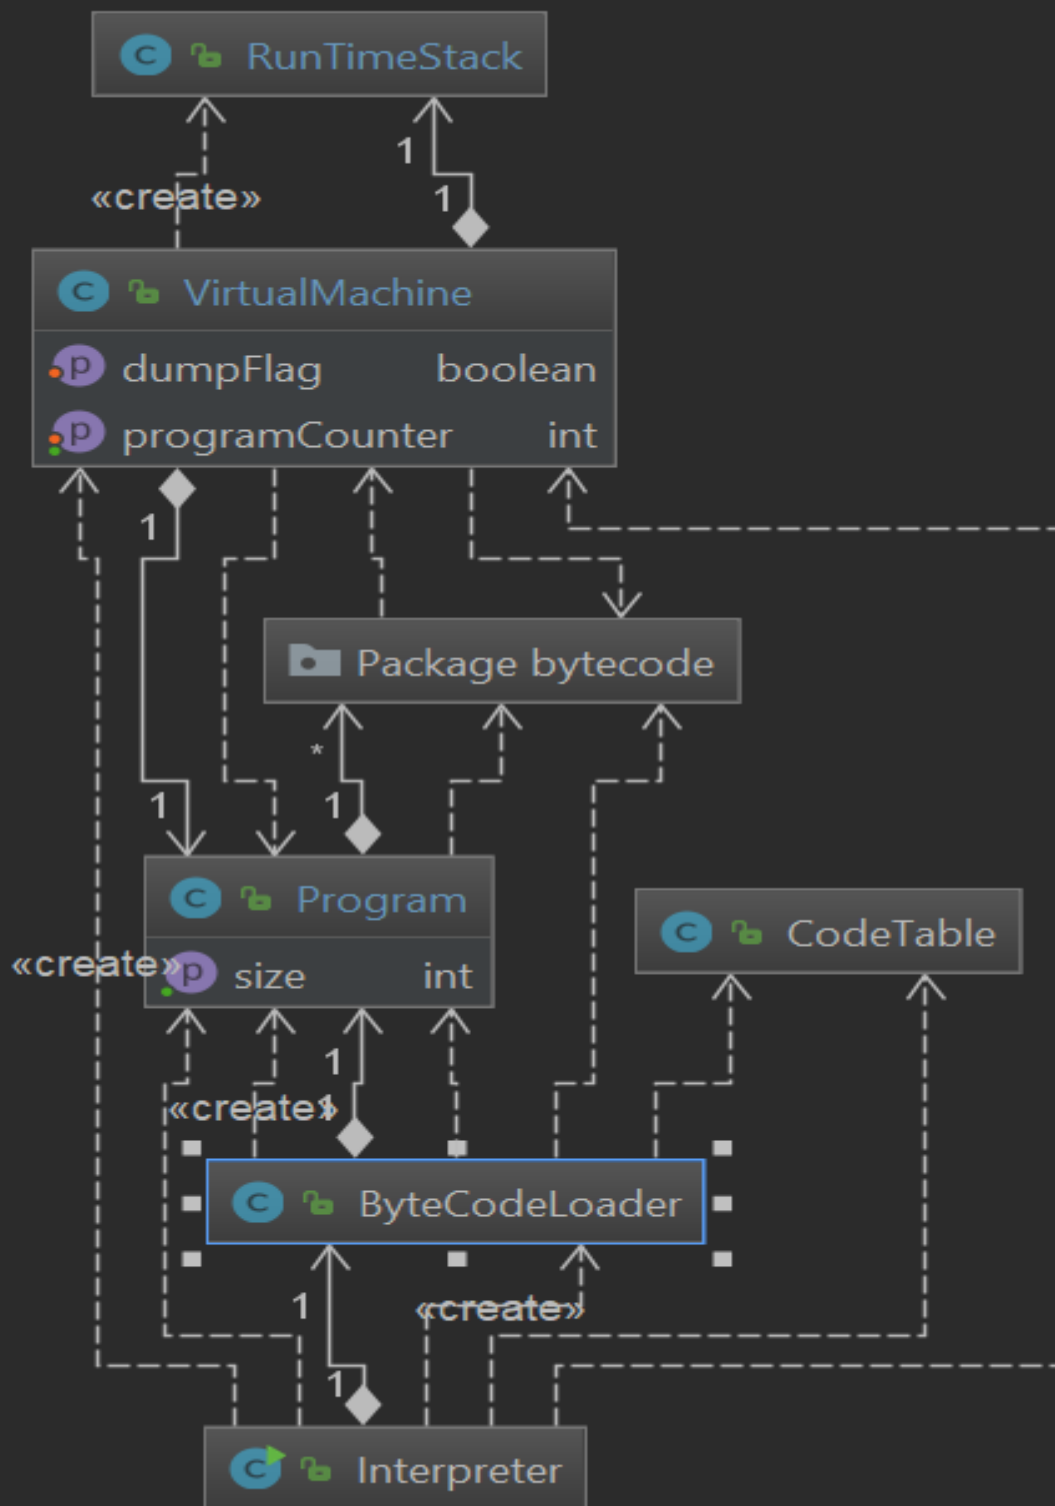 RunTimeStack
1
«create»
1
VirtualMachine
dumpFlag boolean
programCounter int
1
Package bytecode
*
1
1
Program
«create»
size int
1
«create»
1
CodeTable
ByteCodeLoader
1
«create»
1
Interpreter